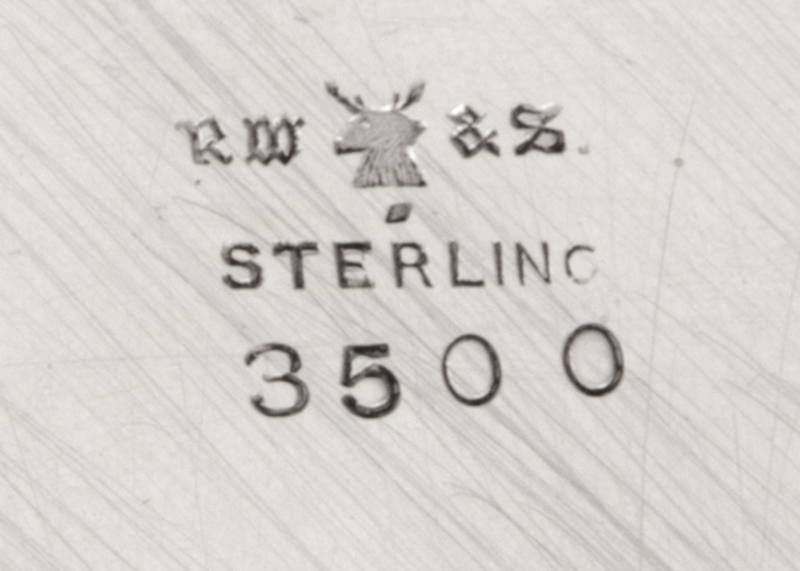 RW & S.
STERLING
3500